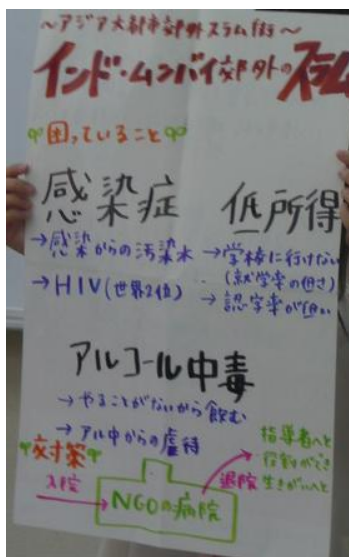 ～アジア大都市郊外スラム街～
インド・ムンバイ郊外のスラム
困っていること
感染症
→感染からの汚染水
→HIV(世界2位)
低所得
→学校に行けない
(就学率の低さ)
→認字率が低い
アルコール中毒
→やることがないから飲む
→アル中からの虐待
対策
入院
NGOの病院
退院
指導者へと
役割ができ
生きがいへと